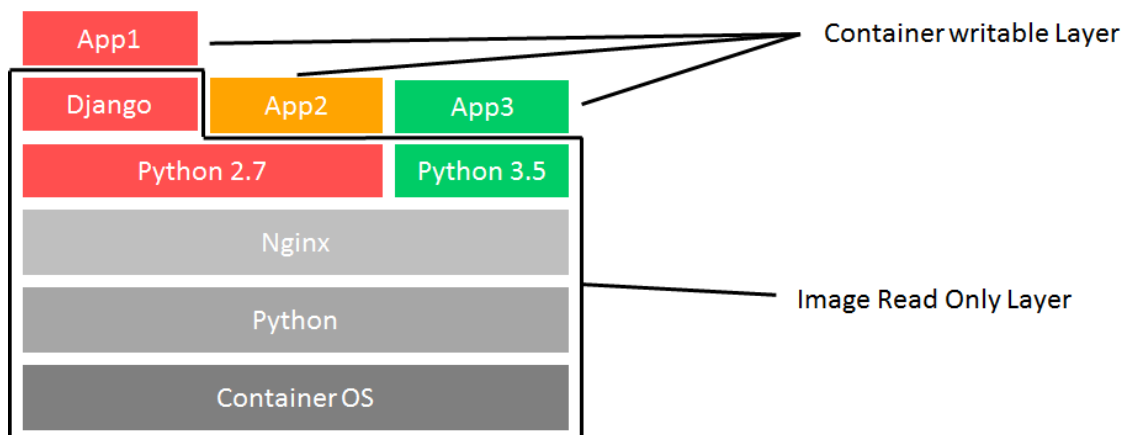 App1
Container writable Layer
Django
App2
App3
Python 2.7
Python 3.5
Nginx
Image Read Only Layer
Python
Container OS